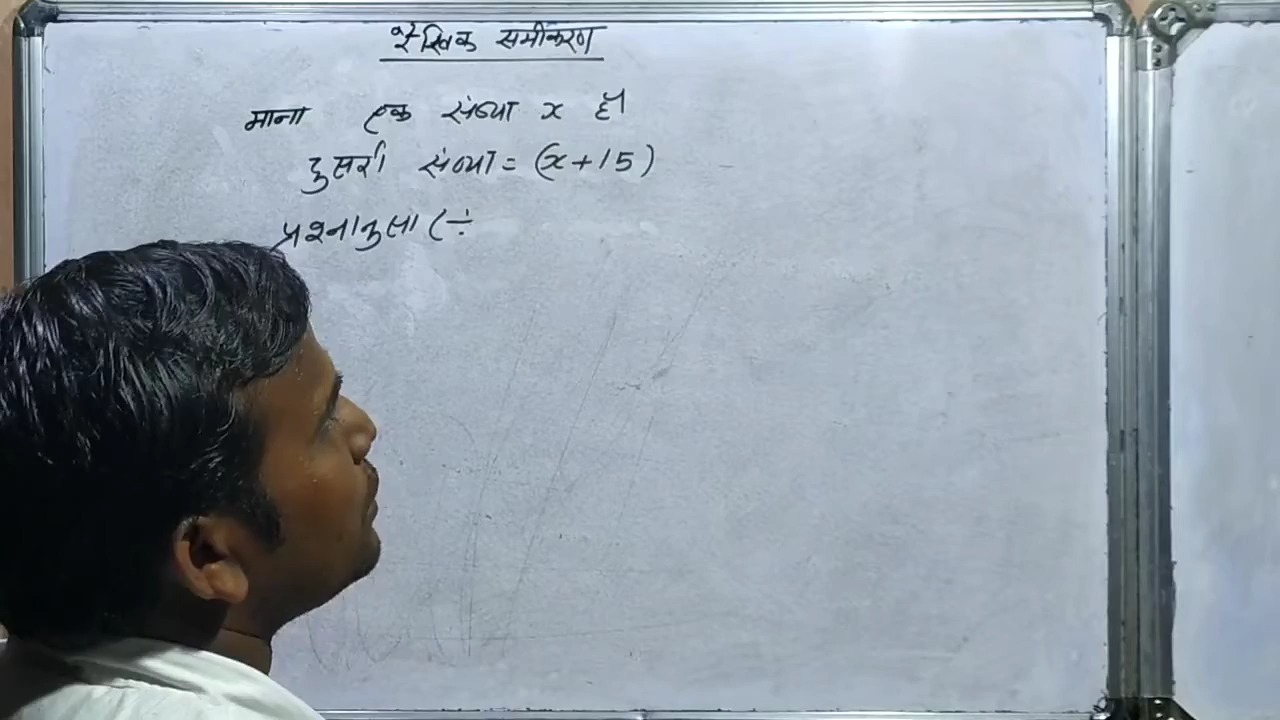 रैखिक समीकरण
माना एक संख्या x है
दुसरी संख्या = (x+15)
प्रश्नानुसार ÷